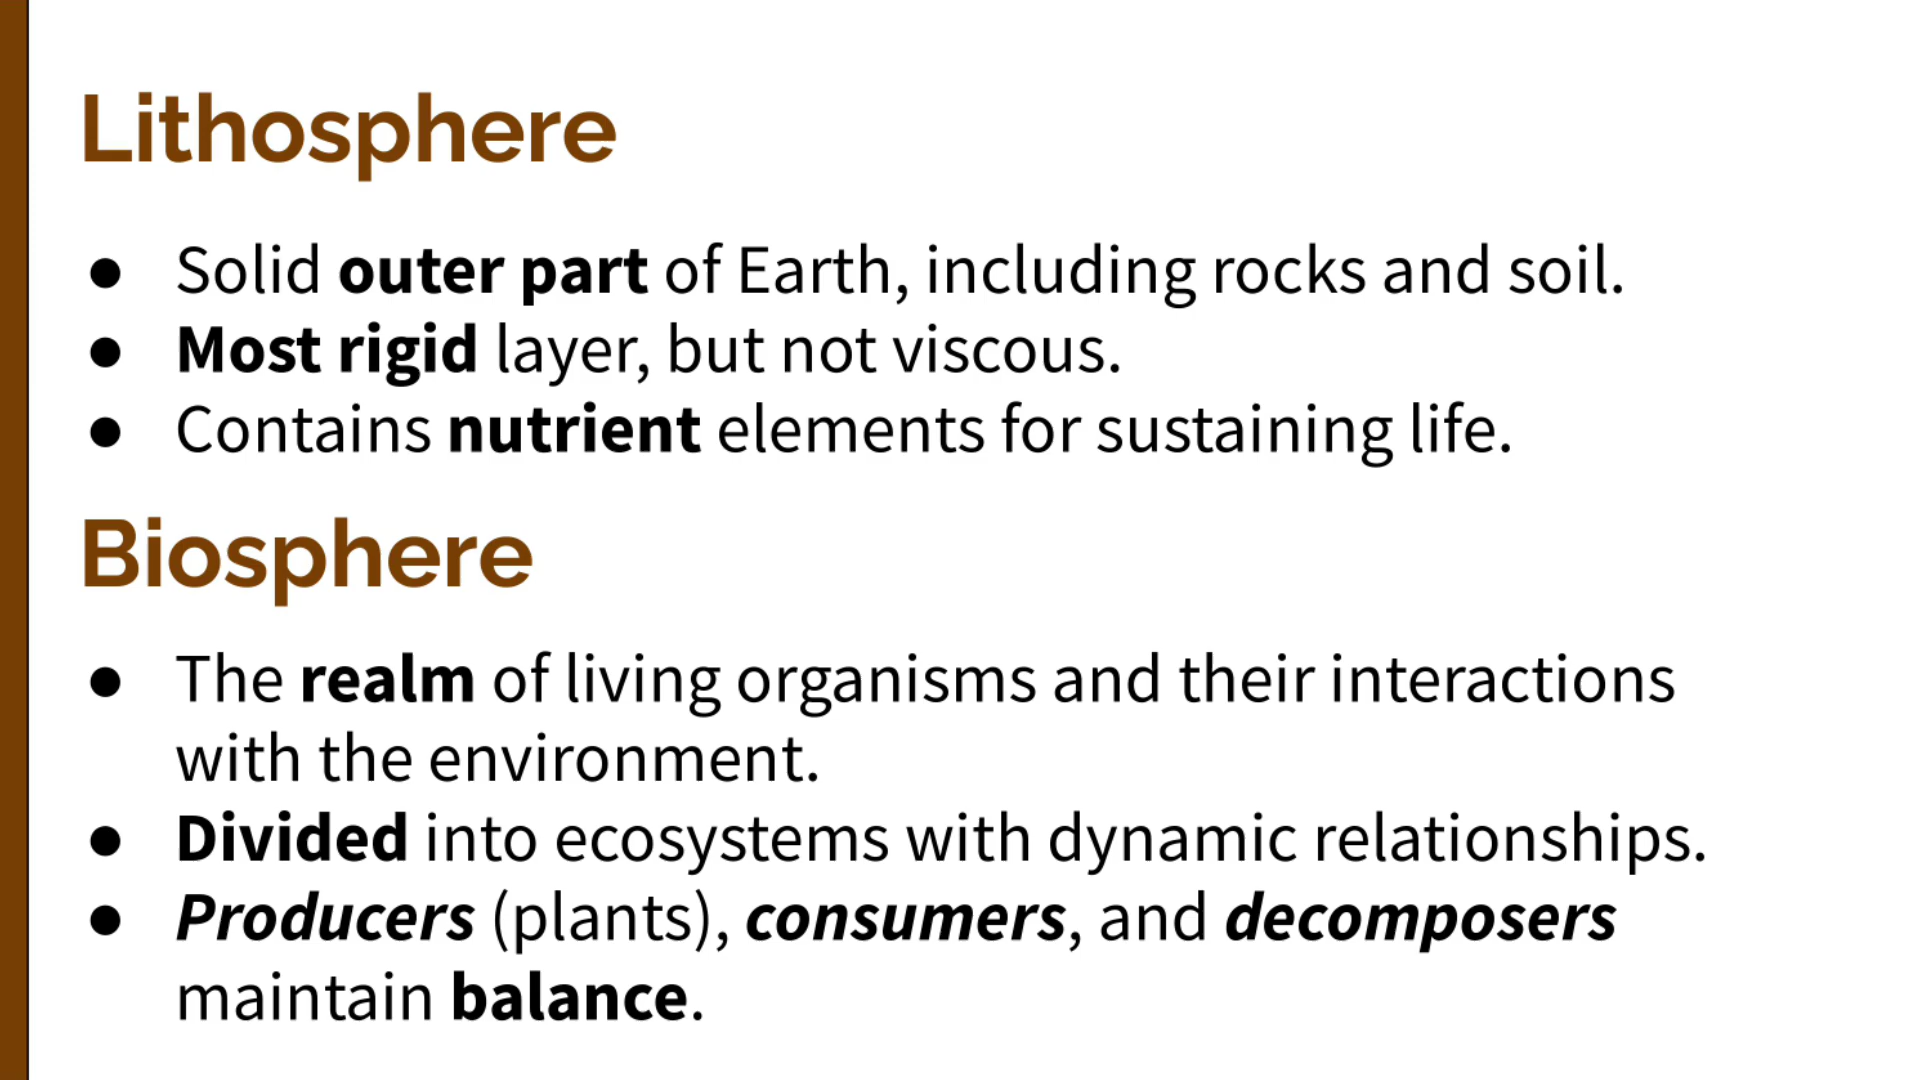 Lithosphere
● Solid outer part of Earth, including rocks and soil.
● Most rigid layer, but not viscous.
● Contains nutrient elements for sustaining life.
Biosphere
● The realm of living organisms and their interactions
with the environment.
● Divided into ecosystems with dynamic relationships.
● Producers (plants), consumers, and decomposers
maintain balance.